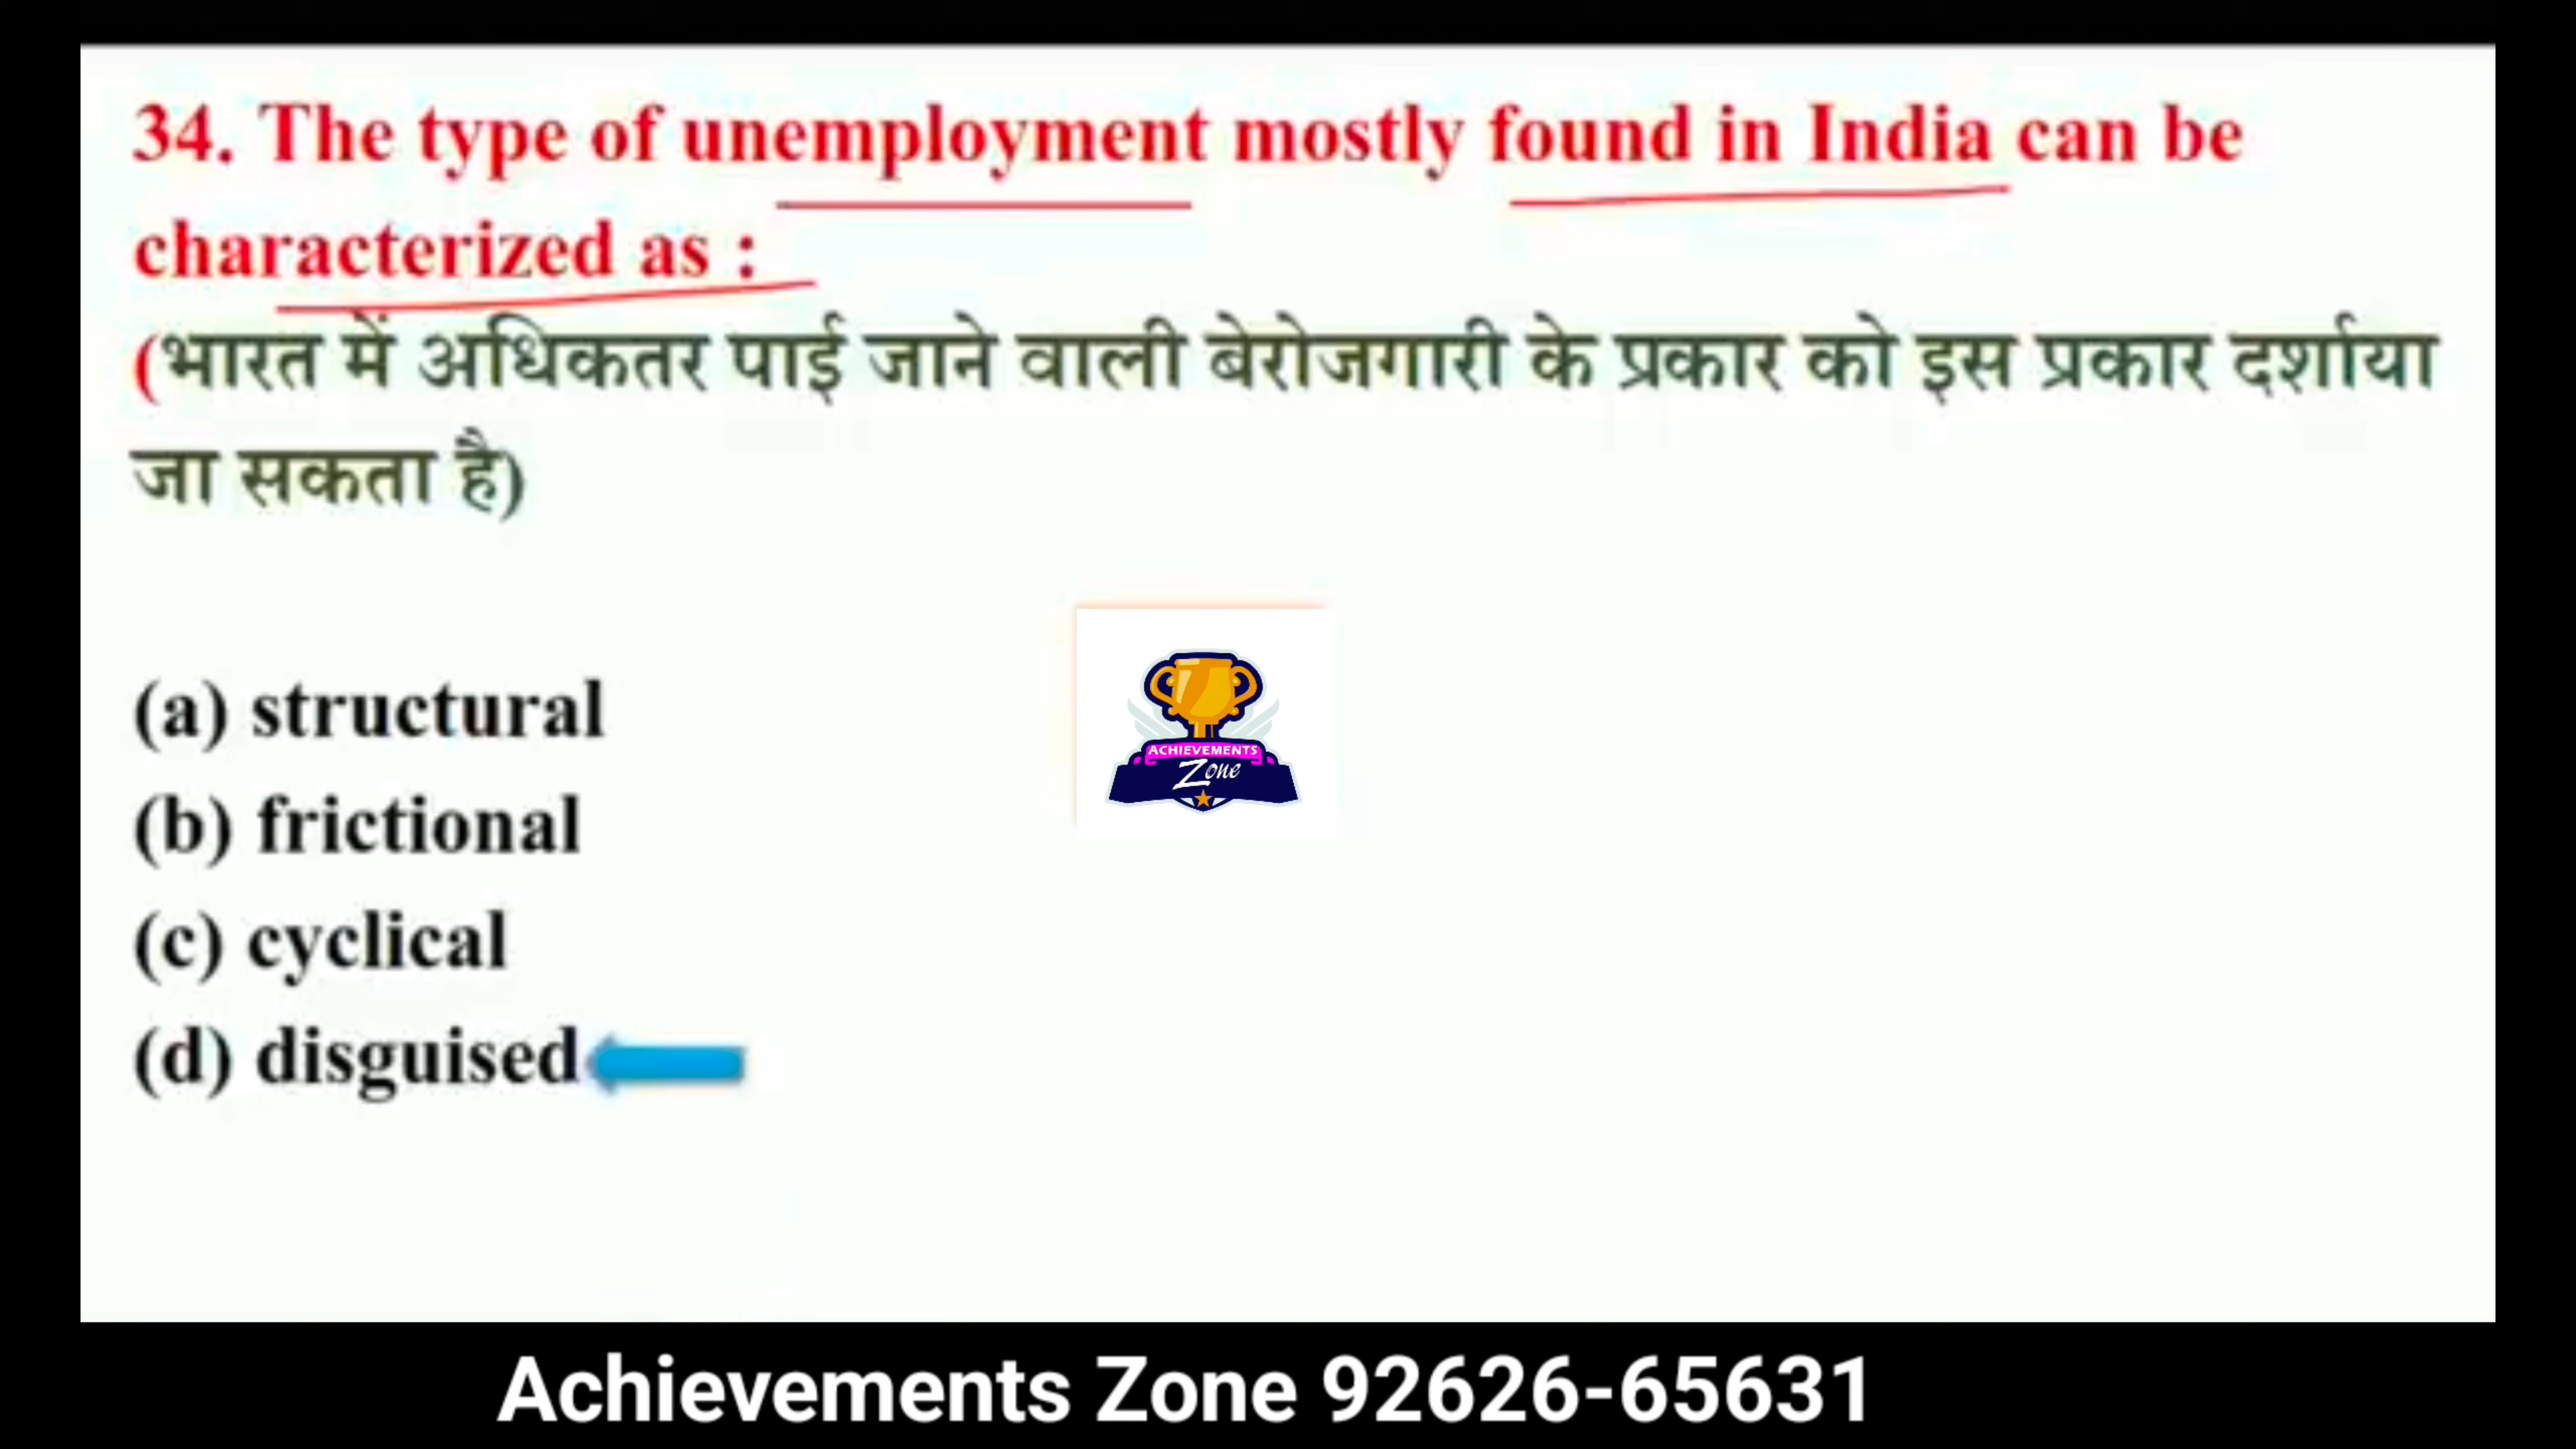 34. The type of unemployment mostly found in India can be
characterized as :
(भारत में अधिकतर पाई जाने वाली बेरोजगारी के प्रकार को इस प्रकार दर्शाया
जा सकता है)
ACHIEVEMENTS
Zone
(a) structural
(b) frictional
(c) cyclical
(d) disguised
Achievements Zone 92626-65631